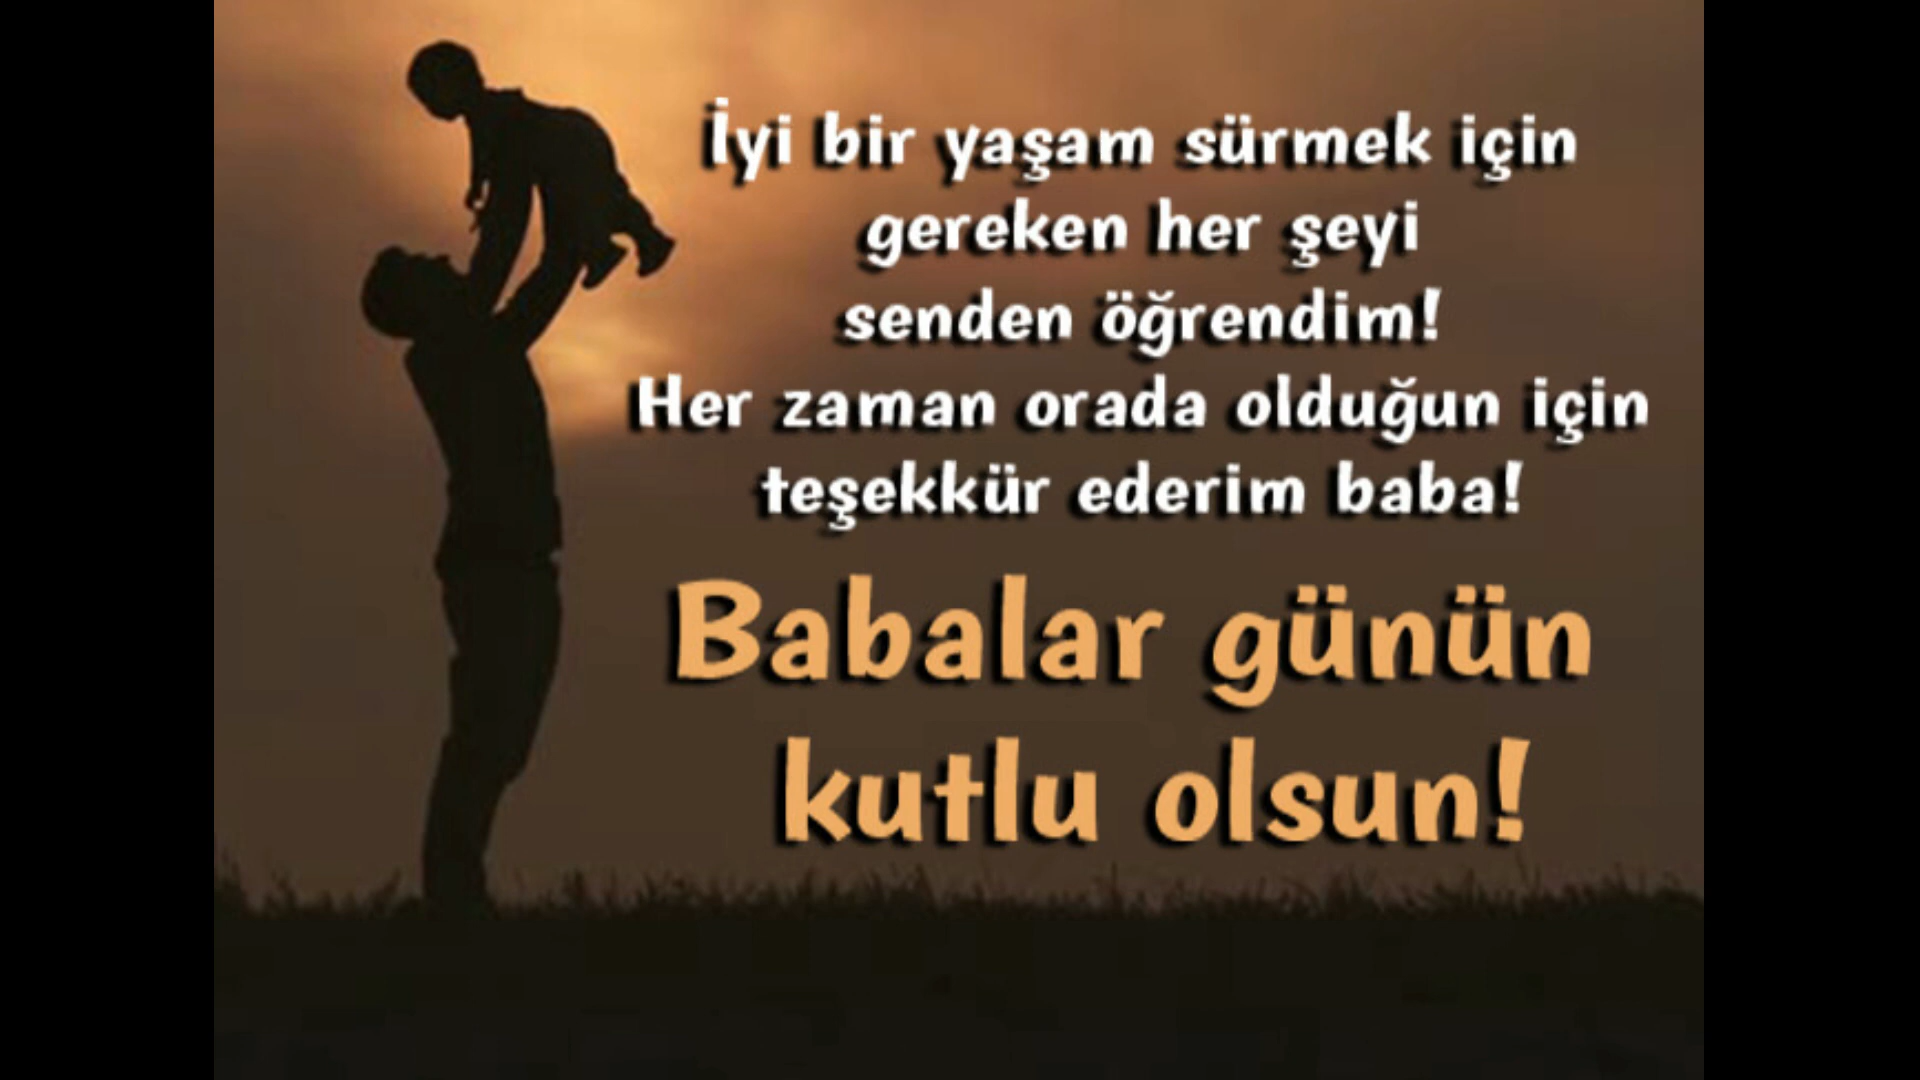 İyi bir yaşam sürmek için
gereken her şeyi
senden öğrendim!
Her zaman orada olduğun için
teşekkür ederim baba!
Babalar günün
kutlu olsun!